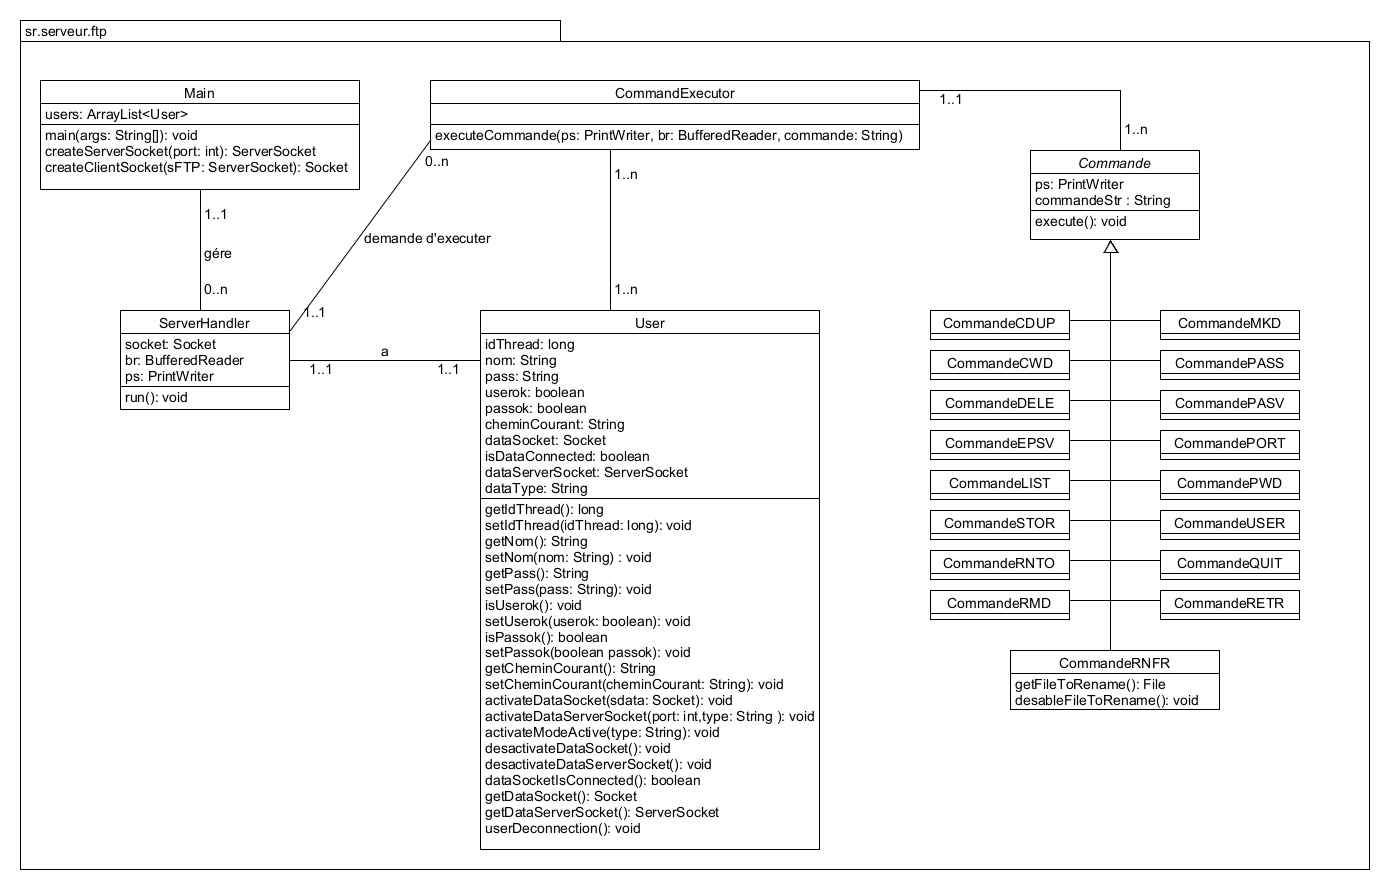 sr.serveur.ftp
Main
users: ArrayList<User>
main(args: String[]): void
createServerSocket(port: int): ServerSocket
createClientSocket(sFTP: ServerSocket): Socket
CommandExecutor
executeCommande(ps: PrintWriter, br: BufferedReader, commande: String)
1..1
1..n
Commande
ps: PrintWriter
commandeStr : String
execute(): void
0..n
1..n
demande d'executer
1..1
gére
0..n
1..1
1..n
ServerHandler
socket: Socket
br: BufferedReader
ps: PrintWriter
run(): void
a
1..1
1..1
User
idThread: long
nom: String
pass: String
userok: boolean
passok: boolean
cheminCourant: String
dataSocket: Socket
isDataConnected: boolean
dataServerSocket: ServerSocket
dataType: String
getIdThread(): long
setIdThread(idThread: long): void
getNom(): String
setNom(nom: String) : void
getPass(): String
setPass(pass: String): void
isUserok(): void
setUserok(userok: boolean): void
isPassok(): boolean
setPassok(boolean passok): void
getCheminCourant(): String
setCheminCourant(cheminCourant: String): void
activateDataSocket(sdata: Socket): void
activateDataServerSocket(port: int,type: String ): void
activateModeActive(type: String): void
desactivateDataSocket(): void
desactivateDataServerSocket(): void
dataSocketIsConnected(): boolean
getDataSocket(): Socket
getDataServerSocket(): ServerSocket
userDeconnection(): void
CommandeCDUP
CommandeMKD
CommandeCWD
CommandePASS
CommandeDELE
CommandePASV
CommandeEPSV
CommandePORT
CommandeLIST
CommandePWD
CommandeSTOR
CommandeUSER
CommandeRNTO
CommandeQUIT
CommandeRMD
CommandeRETR
CommandeRNFR
getFileToRename(): File
desableFileToRename(): void